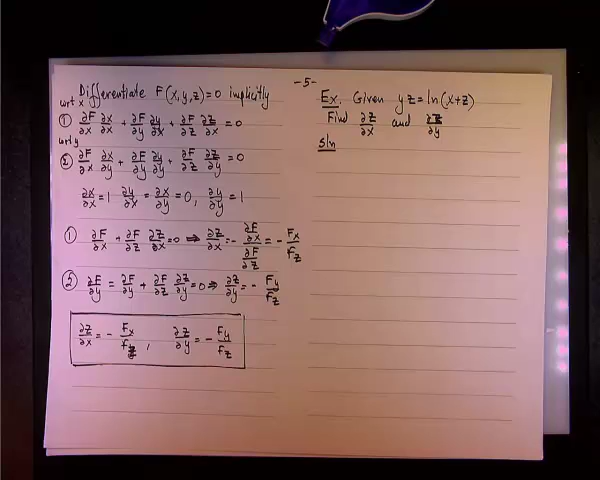 -5-
Differentiate F(x,y,z)=0 implicitly
wrt x
① ∂F/∂x ∂x/∂x + ∂F/∂y ∂y/∂x + ∂F/∂z ∂z/∂x = 0
wrt y
② ∂F/∂x ∂x/∂y + ∂F/∂y ∂y/∂y + ∂F/∂z ∂z/∂y = 0
∂x/∂x = 1 ∂y/∂x = ∂x/∂y = 0, ∂y/∂y = 1
① ∂F/∂x + ∂F/∂z ∂z/∂x = 0 ⇒ ∂z/∂x = - (∂F/∂x)/(∂F/∂z) = - Fx/Fz
② ∂F/∂y = ∂F/∂y + ∂F/∂z ∂z/∂y = 0 ⇒ ∂z/∂y = - Fy/Fz
∂z/∂x = - Fx/Fz, ∂z/∂y = - Fy/Fz
Ex. Given yz = ln(x+z)
Find ∂z/∂x and ∂z/∂y
sln